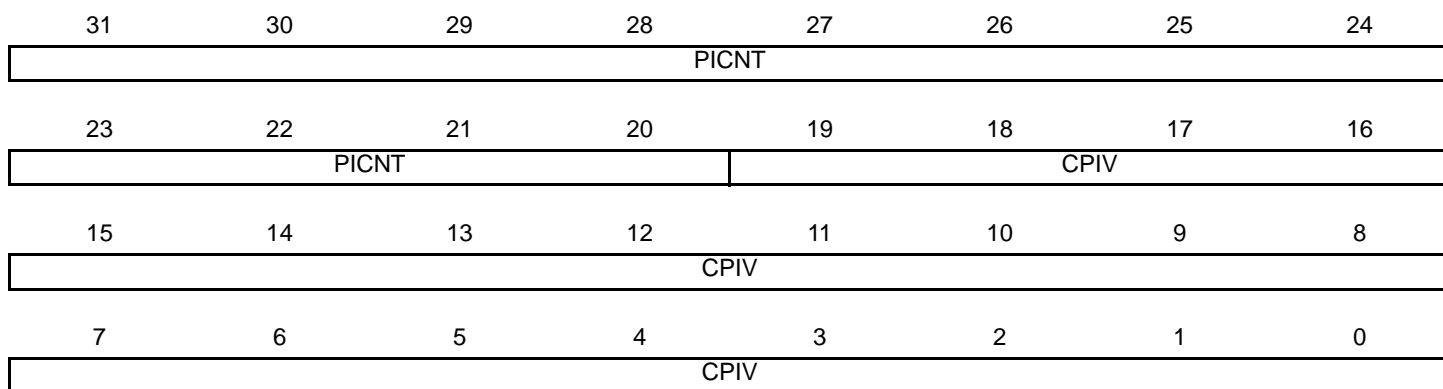 31 30 29 28 27 26 25 24
PICNT
23 22 21 20 19 18 17 16
PICNT CPIV
15 14 13 12 11 10 9 8
CPIV
7 6 5 4 3 2 1 0
CPIV